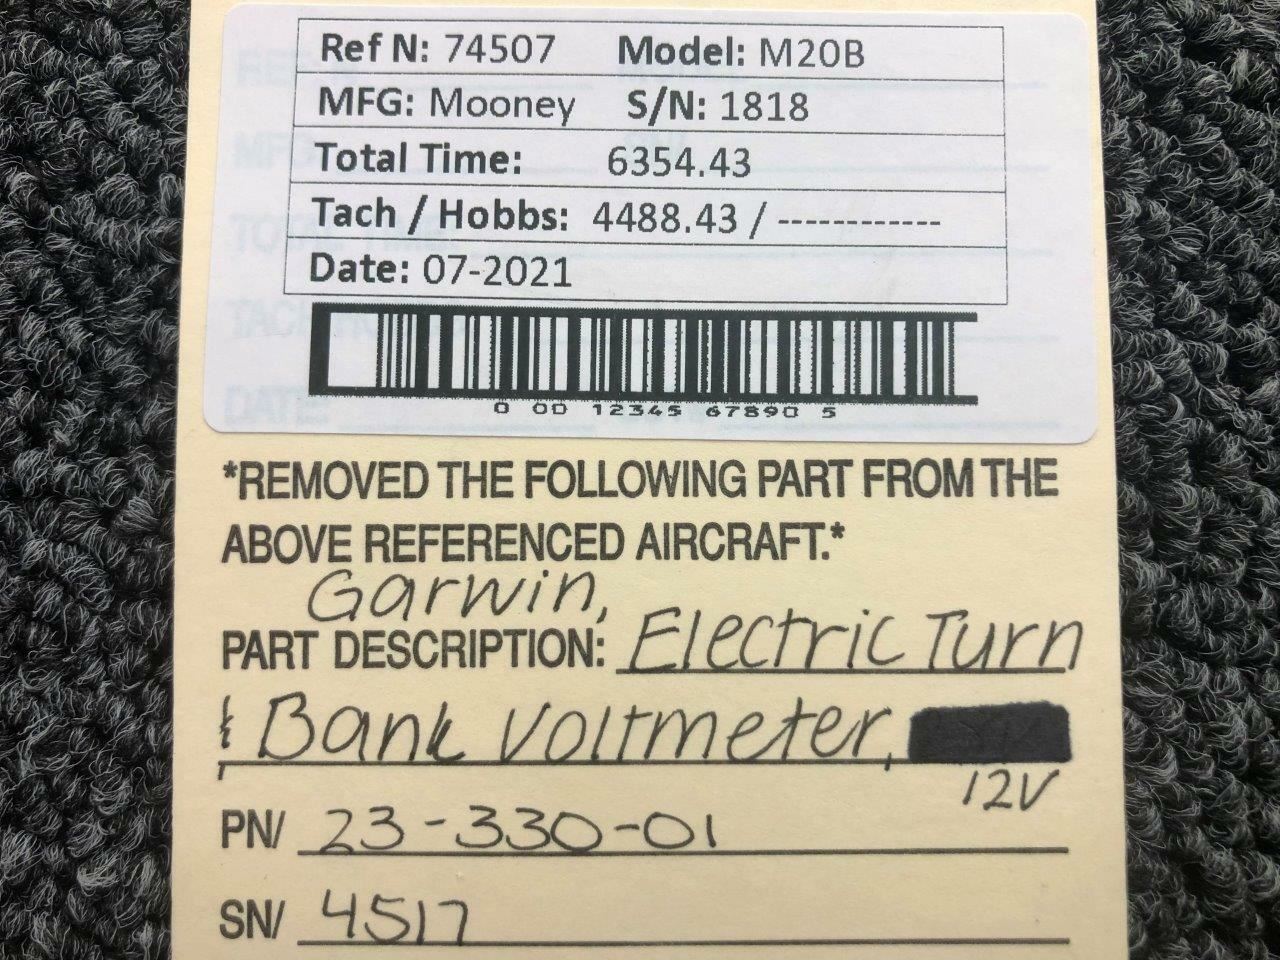 Ref N: 74507 Model: M20B
MFG: Mooney S/N: 1818
Total Time: 6354.43
Tach / Hobbs: 4488.43 / ------------
Date: 07-2021
0 00 12345 67890 5
*REMOVED THE FOLLOWING PART FROM THE
ABOVE REFERENCED AIRCRAFT.*
Garwin,
PART DESCRIPTION: Electric Turn
& Bank Voltmeter,
12V
PN/ 23-330-01
SN/ 4517